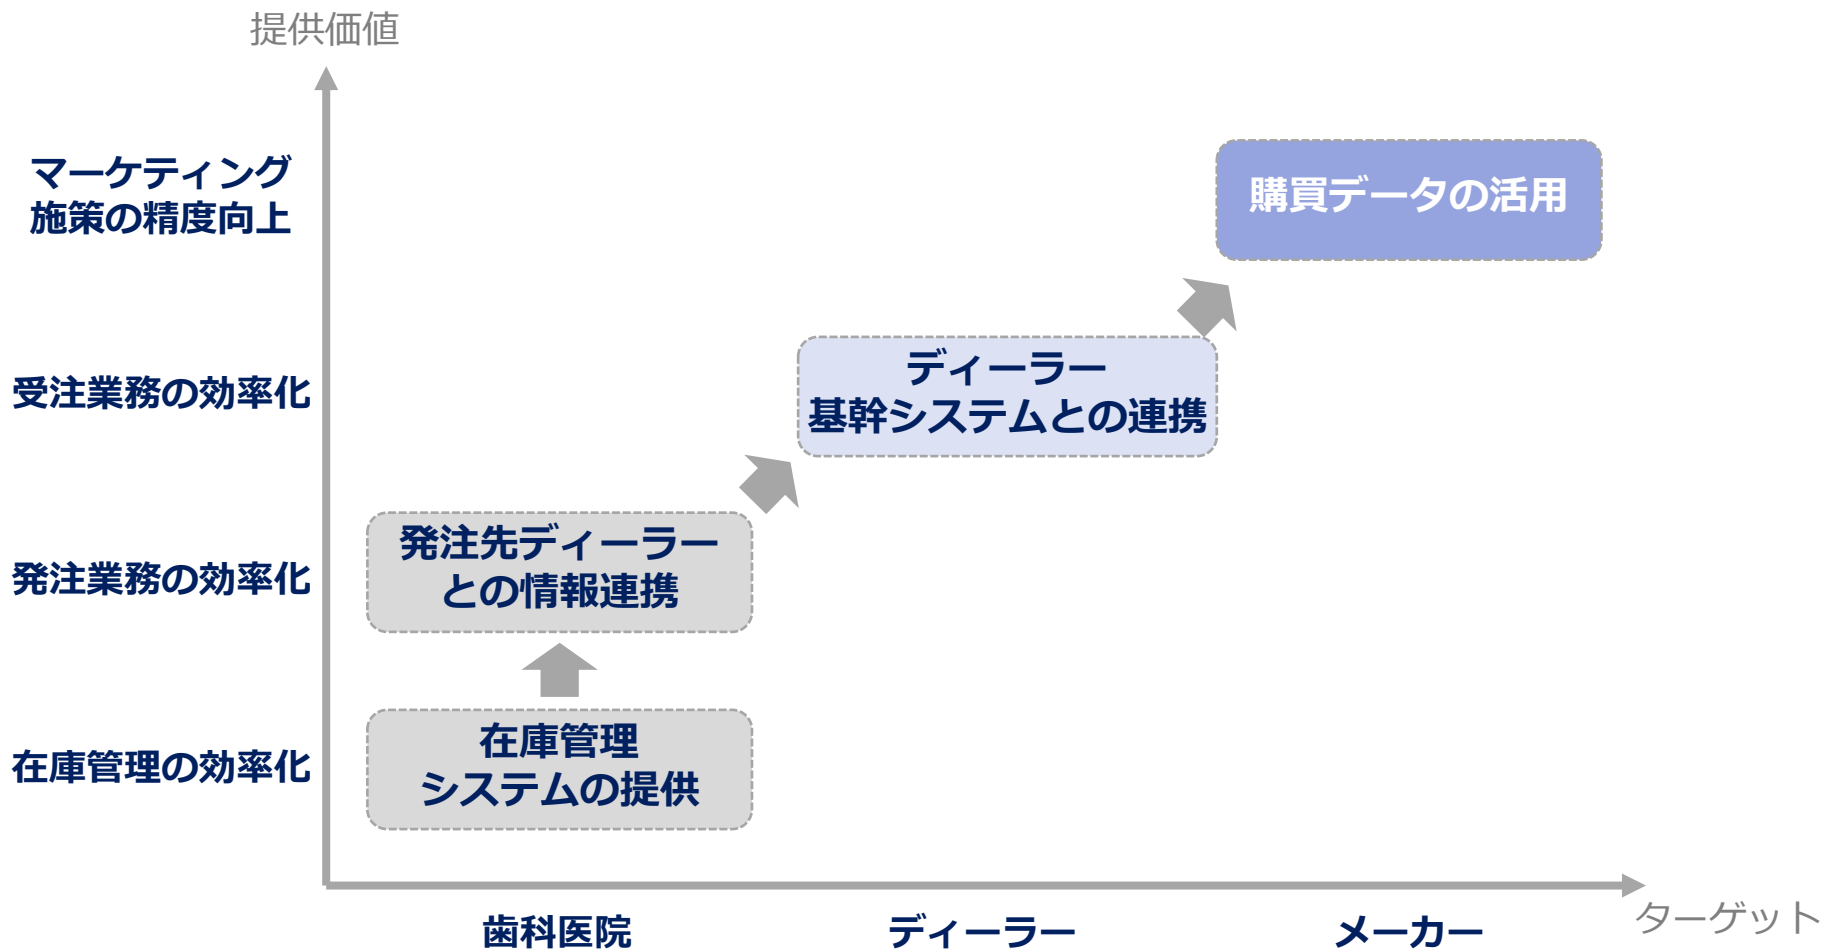 提供価値
マーケティング
施策の精度向上
購買データの活用
受注業務の効率化
ディーラー
基幹システムとの連携
発注業務の効率化
発注先ディーラー
との情報連携
在庫管理の効率化
在庫管理
システムの提供
歯科医院
ディーラー
メーカー
ターゲット